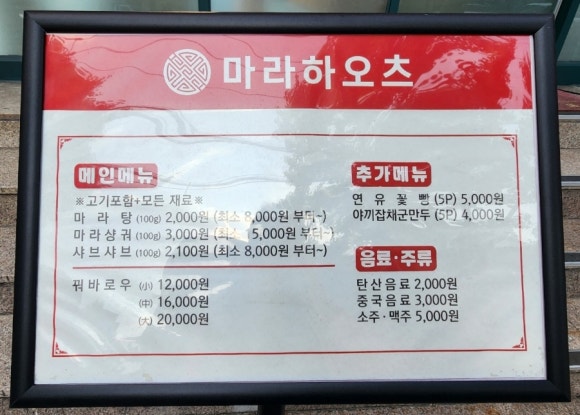 마라하오츠
메인메뉴
※고기포함+모든 재료※
마 라 탕 (100g) 2,000원 (최소 8,000원 부터~)
마라샹궈 (100g) 3,000원 (최소 5,000원 부터~)
샤브샤브 (100g) 2,100원 (최소 8,000원 부터~)
꿔바로우 (小) 12,000원
(中) 16,000원
(大) 20,000원
추가메뉴
연 유 꽃 빵 (5P) 5,000원
야끼잡채군만두 (5P) 4,000원
음료·주류
탄산음료 2,000원
중국음료 3,000원
소주·맥주 5,000원